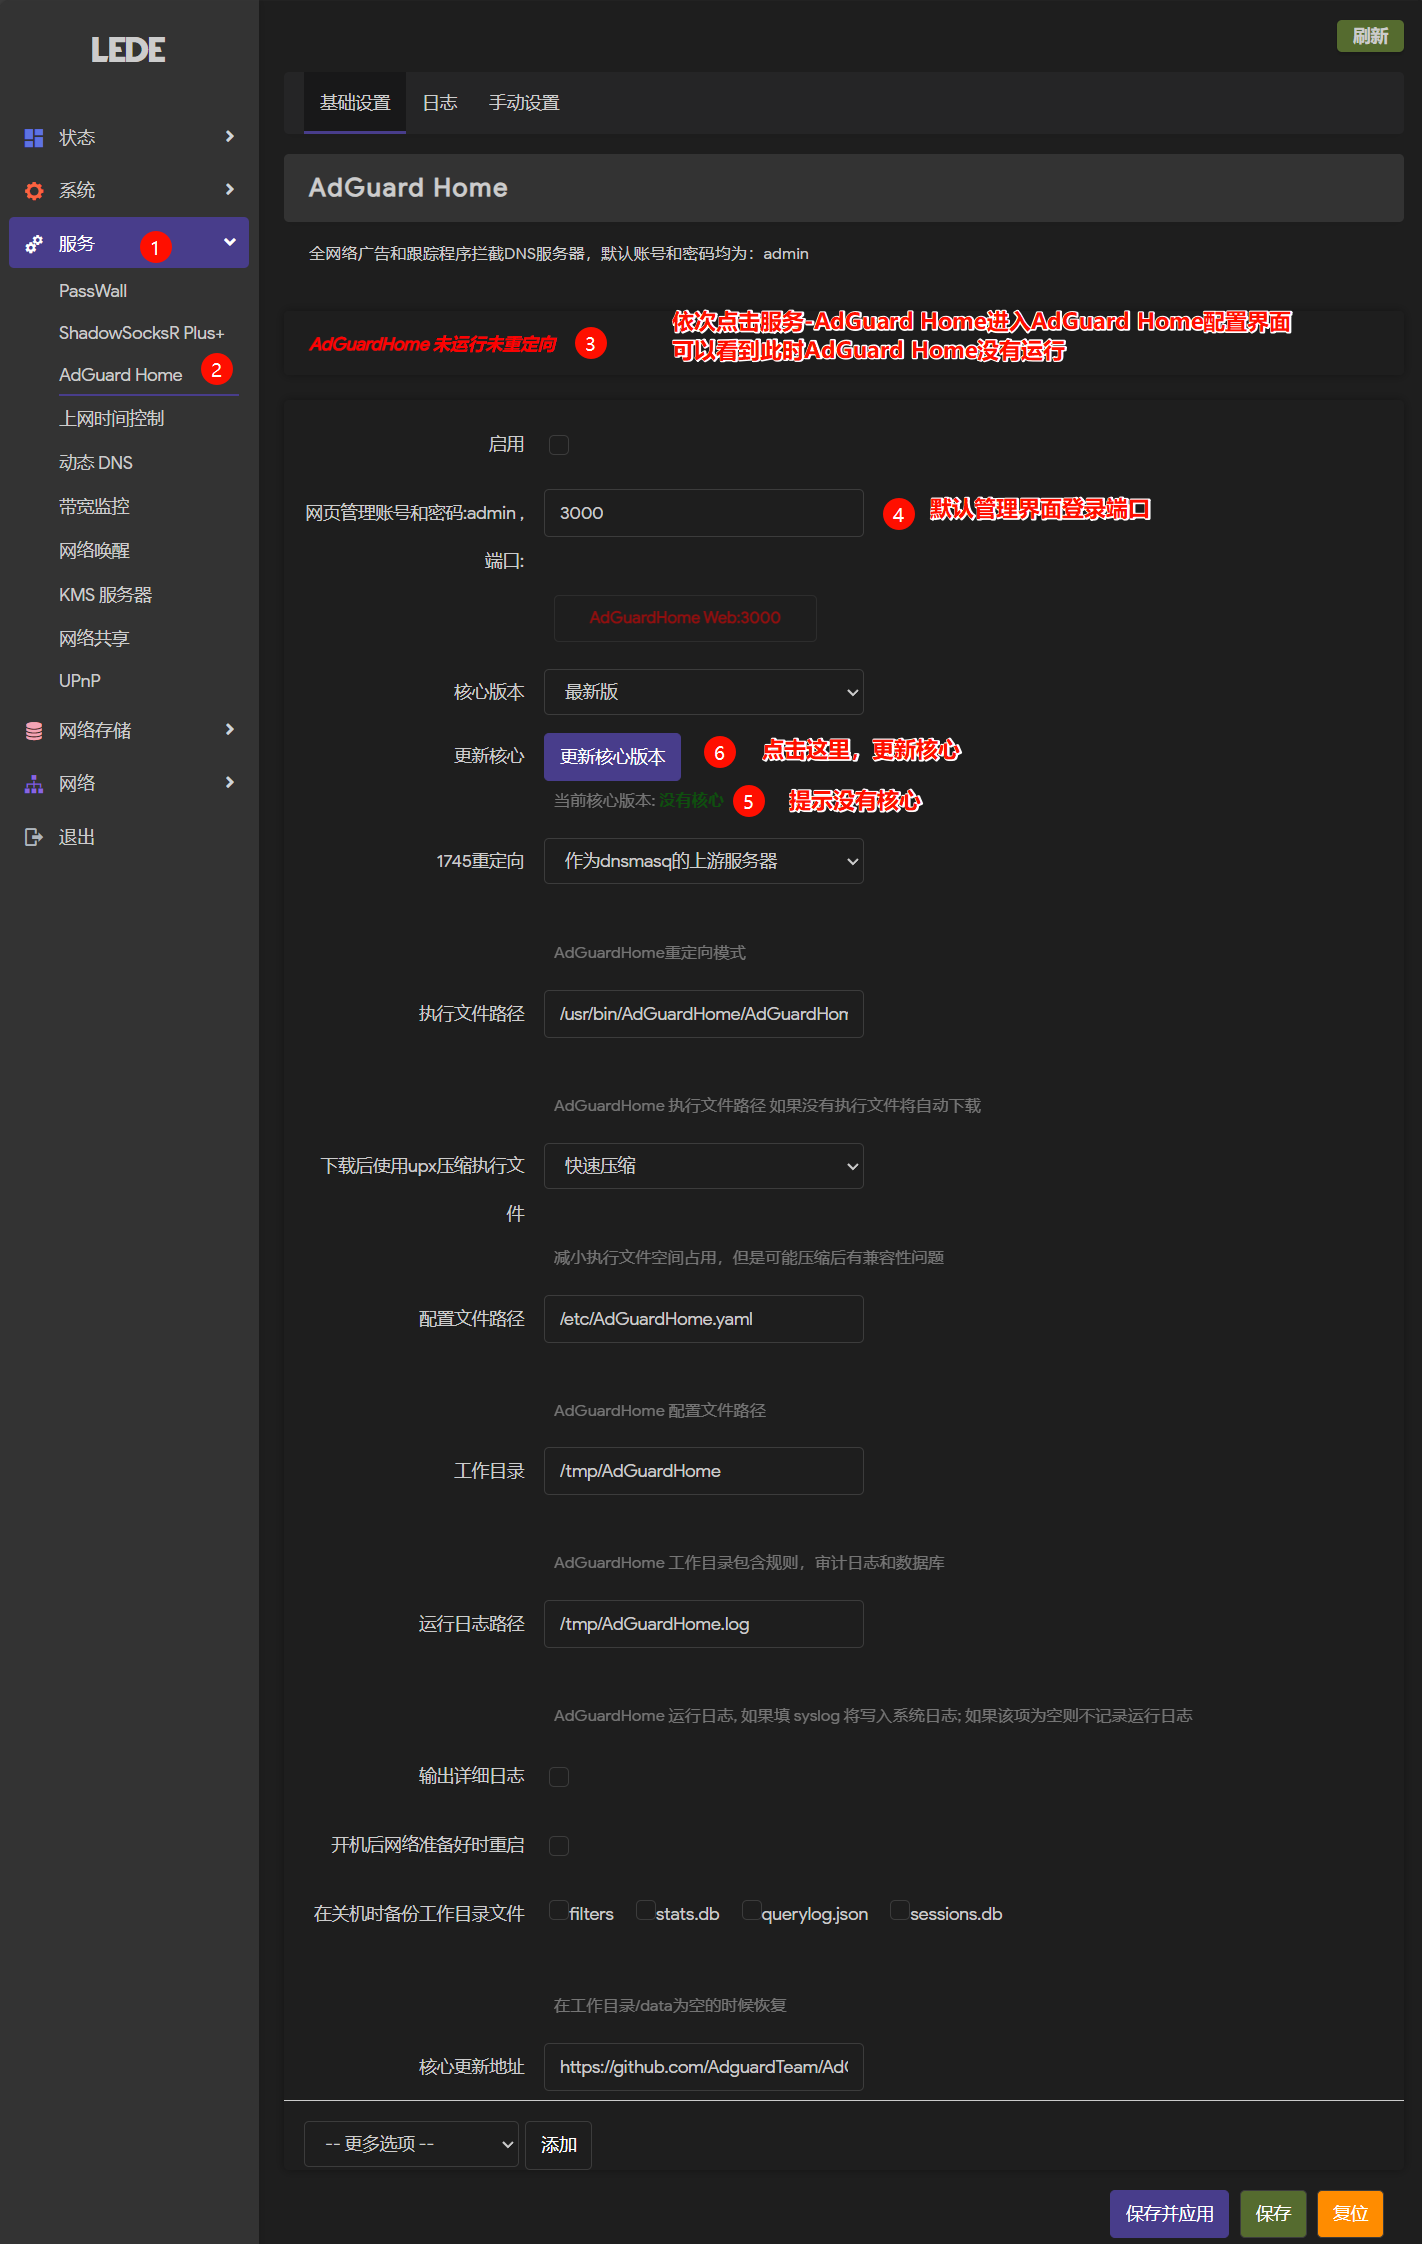 LEDE
状态
系统
服务
1
PassWall
ShadowSocksR Plus+
AdGuard Home
2
上网时间控制
动态 DNS
带宽监控
网络唤醒
KMS 服务器
网络共享
UPnP
网络存储
网络
退出
刷新
基础设置 日志 手动设置
AdGuard Home
全网络广告和跟踪程序拦截DNS服务器，默认账号和密码均为：admin
AdGuardHome 未运行未重定向
3
依次点击服务-AdGuard Home进入AdGuard Home配置界面
可以看到此时AdGuard Home没有运行
启用
网页管理账号和密码:admin ,
端口:
3000
4
默认管理界面登录端口
AdGuardHome Web:3000
核心版本
最新版
更新核心
更新核心版本
6
点击这里，更新核心
当前核心版本: 没有核心
5
提示没有核心
1745重定向
作为dnsmasq的上游服务器
AdGuardHome重定向模式
执行文件路径
/usr/bin/AdGuardHome/AdGuardHom
AdGuardHome 执行文件路径 如果没有执行文件将自动下载
下载后使用upx压缩执行文
件
快速压缩
减小执行文件空间占用，但是可能压缩后有兼容性问题
配置文件路径
/etc/AdGuardHome.yaml
AdGuardHome 配置文件路径
工作目录
/tmp/AdGuardHome
AdGuardHome 工作目录包含规则，审计日志和数据库
运行日志路径
/tmp/AdGuardHome.log
AdGuardHome 运行日志, 如果填 syslog 将写入系统日志; 如果该项为空则不记录运行日志
输出详细日志
开机后网络准备好时重启
在关机时备份工作目录文件
filters stats.db querylog.json sessions.db
在工作目录/data为空的时候恢复
核心更新地址
https://github.com/AdguardTeam/AdG
-- 更多选项 --
添加
保存并应用 保存 复位